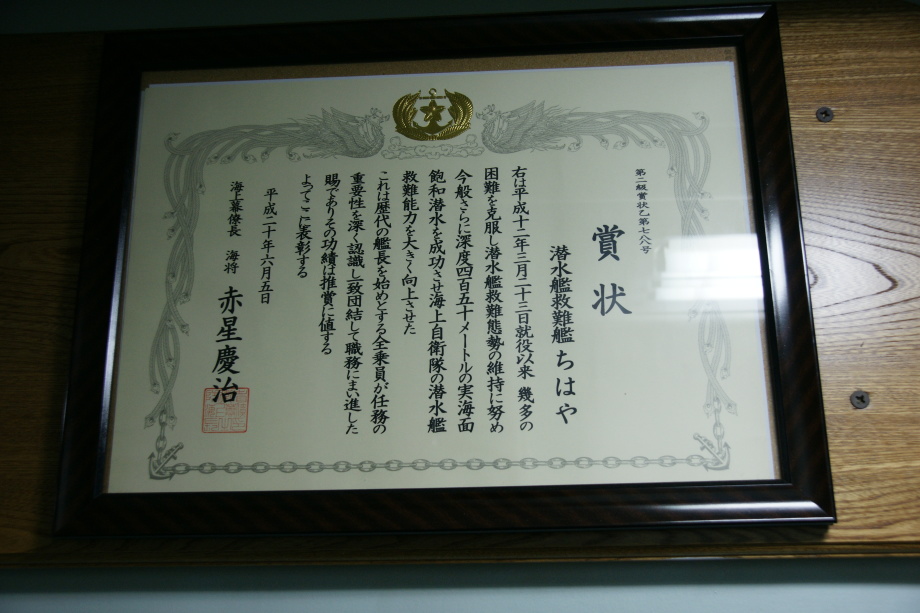 第二級賞状乙第七八号
賞状
潜水艦救難艦ちはや
右は平成十二年三月二十三日就役以来 幾多の
困難を克服し潜水艦救難態勢の維持に努め
今般さらに深度四百五十メートルの実海面
飽和潜水を成功させ海上自衛隊の潜水艦
救難能力を大きく向上させた
これは歴代の艦長を始めとする全乗員が任務の
重要性を深く認識し一致団結して職務にまい進した
賜でありその功績は推賞に値する
よってここに表彰する
平成二十年六月五日
海上幕僚長 海将 赤星慶治